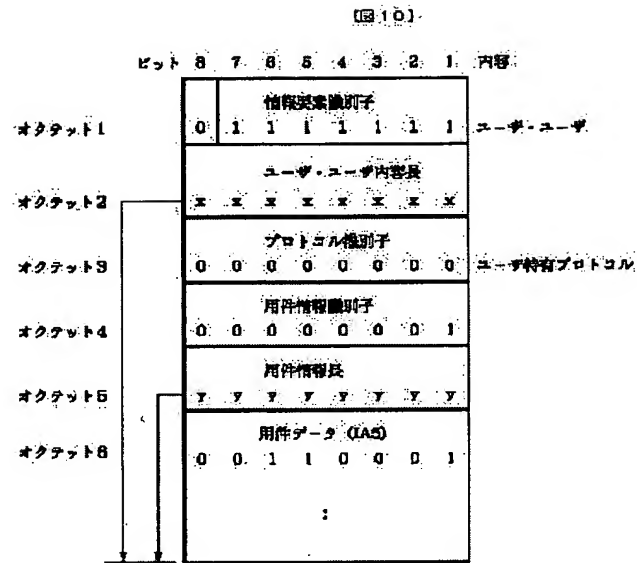 【図10】
ビット 8 7 6 5 4 3 2 1 内容
情報要素識別子
オクテット1 0 1 1 1 1 1 1 1 ユーザ・ユーザ
ユーザ・ユーザ内容長
オクテット2 x x x x x x x x
プロトコル識別子
オクテット3 0 0 0 0 0 0 0 0 ユーザ特有プロトコル
用件情報識別子
オクテット4 0 0 0 0 0 0 0 1
用件情報長
オクテット5 y y y y y y y y
用件データ (IA5)
オクテット6 0 0 1 1 0 0 0 1
: